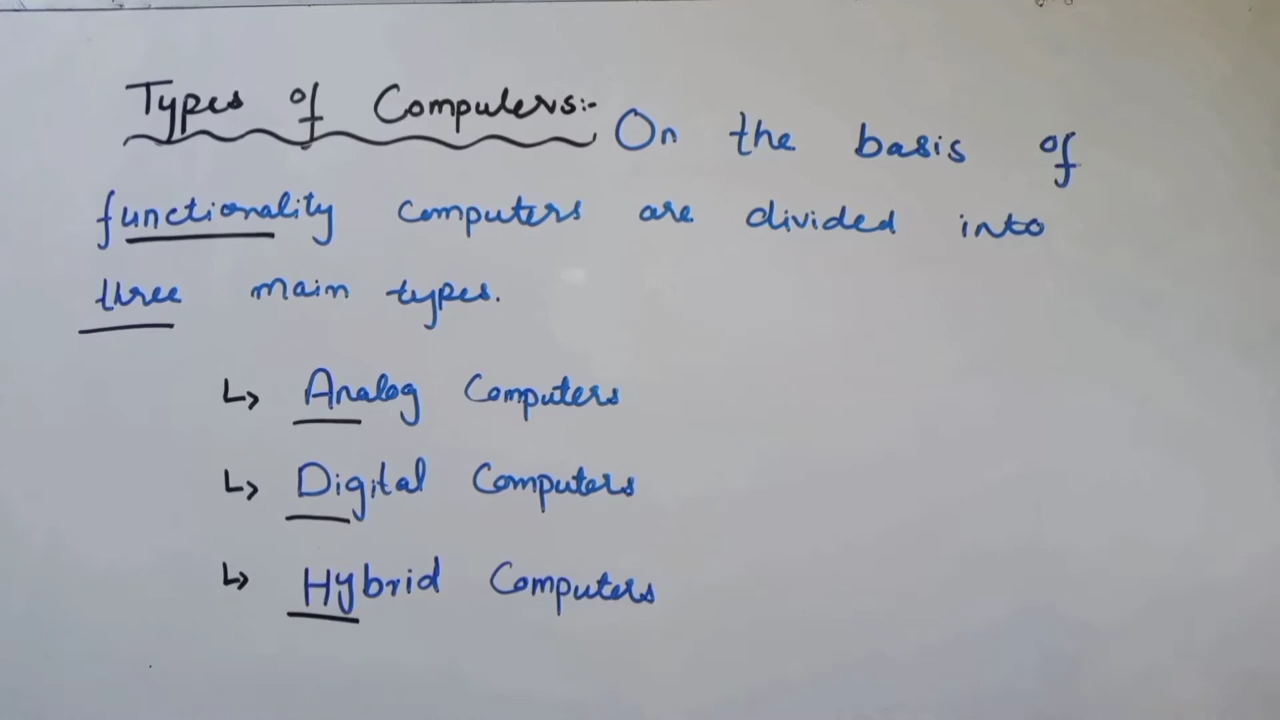 Types of Computers:- On the basis of
functionality computers are divided into
three main types.
↳ Analog Computers
↳ Digital Computers
↳ Hybrid Computers